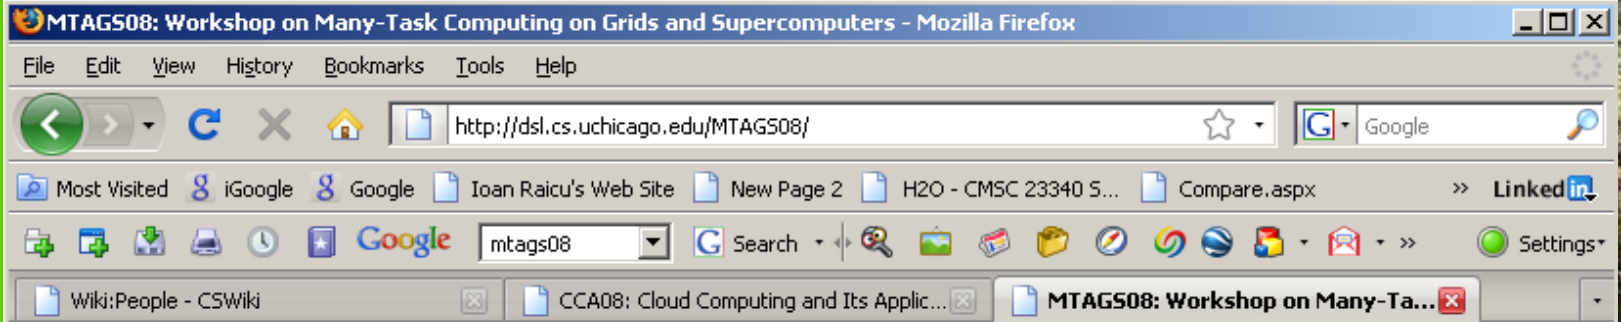 MTAGS08: Workshop on Many-Task Computing on Grids and Supercomputers - Mozilla Firefox
File Edit View History Bookmarks Tools Help
http://dsl.cs.uchicago.edu/MTAGS08/ G Google
Most Visited g iGoogle g Google Ioan Raicu's Web Site New Page 2 H2O - CMSC 23340 S... Compare.aspx » Linked in
Google mtags08 G Search » Settings
Wiki:People - CSWiki CCA08: Cloud Computing and Its Applic... MTAGS08: Workshop on Many-Ta...